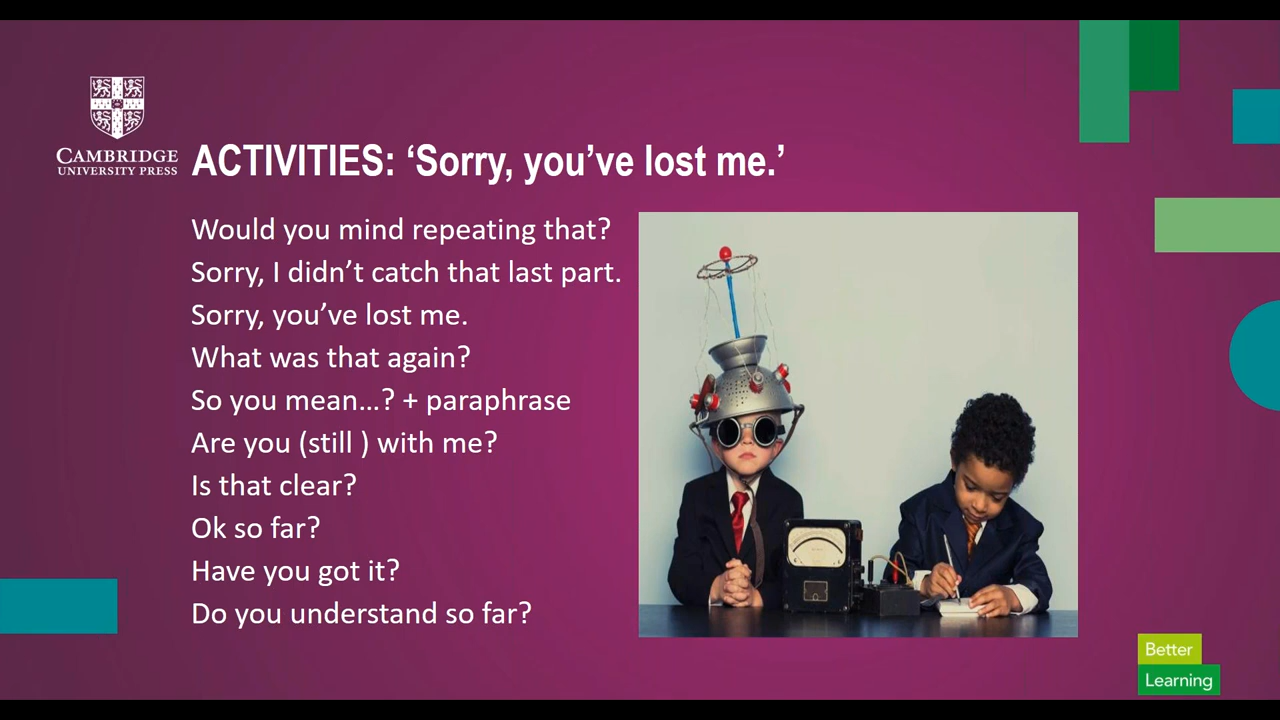 CAMBRIDGE
UNIVERSITY PRESS
ACTIVITIES: ‘Sorry, you’ve lost me.’
Would you mind repeating that?
Sorry, I didn’t catch that last part.
Sorry, you’ve lost me.
What was that again?
So you mean…? + paraphrase
Are you (still ) with me?
Is that clear?
Ok so far?
Have you got it?
Do you understand so far?
Better
Learning